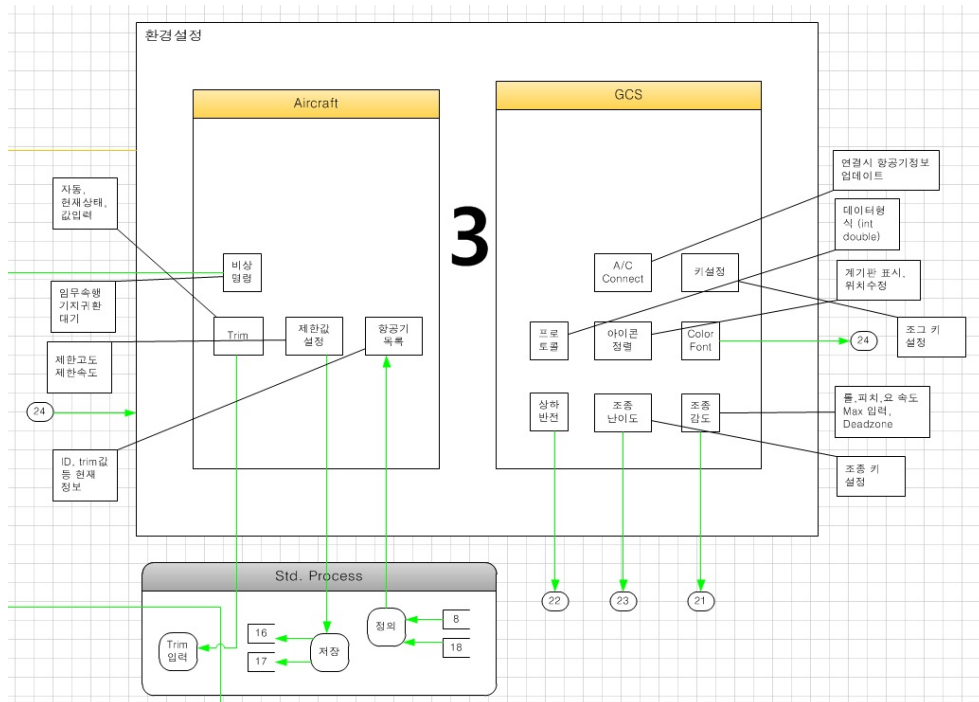 환경설정
Aircraft
GCS
3
자동,
현재상태,
값입력
비상
명령
임무속행
기지귀환
대기
Trim
제한값
설정
항공기
목록
제한고도
제한속도
24
ID, trim값
등 현재
정보
A/C
Connect
키설정
프로
토콜
아이콘
정렬
Color
Font
상하
반전
조종
난이도
조종
감도
연결시 항공기정보
업데이트
데이터형
식 (int
double)
계기판 표시,
위치수정
24
조그 키
설정
롤,피치,요 속도
Max 입력,
Deadzone
조종 키
설정
22
23
21
Std. Process
Trim
입력
16
17
저장
정의
8
18